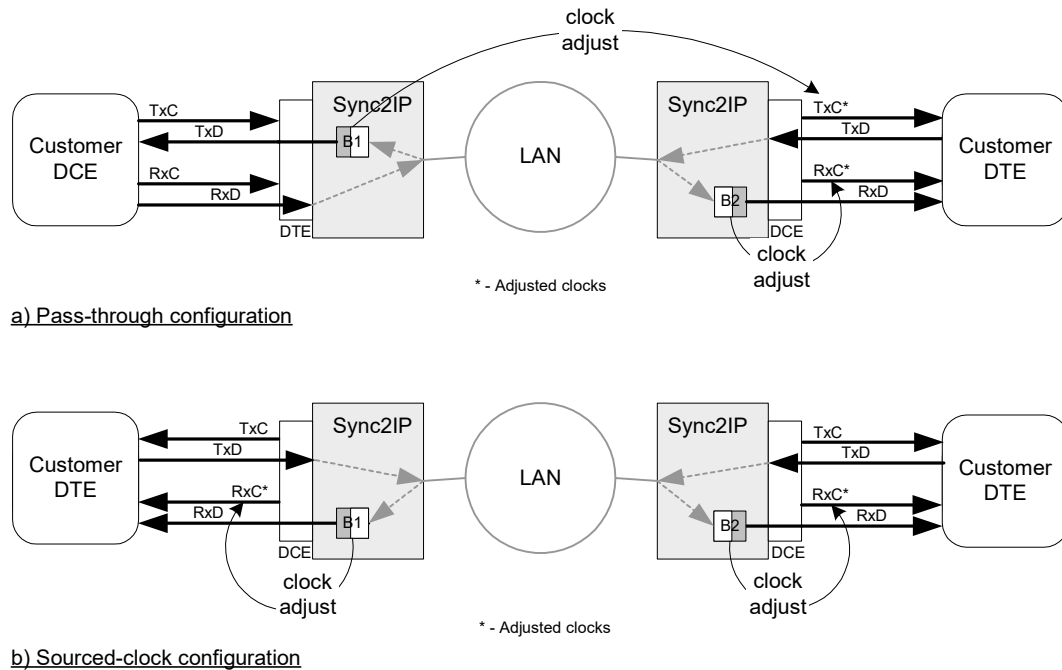 clock
adjust
Sync2IP
Sync2IP
Customer
DCE
TxC
TxD
RxC
RxD
B1
DTE
LAN
TxC*
TxD
RxC*
RxD
B2
DCE
Customer
DTE
clock
adjust
* - Adjusted clocks
a) Pass-through configuration
Sync2IP
Sync2IP
Customer
DTE
TxC
TxD
RxC*
RxD
B1
DCE
LAN
TxC
TxD
RxC*
RxD
B2
DCE
Customer
DTE
clock
adjust
clock
adjust
* - Adjusted clocks
b) Sourced-clock configuration